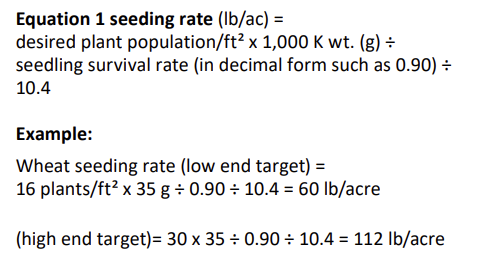 Equation 1 seeding rate (lb/ac) =
desired plant population/ft² x 1,000 K wt. (g) ÷
seedling survival rate (in decimal form such as 0.90) ÷
10.4
Example:
Wheat seeding rate (low end target) =
16 plants/ft² x 35 g ÷ 0.90 ÷ 10.4 = 60 lb/acre
(high end target)= 30 x 35 ÷ 0.90 ÷ 10.4 = 112 lb/acre